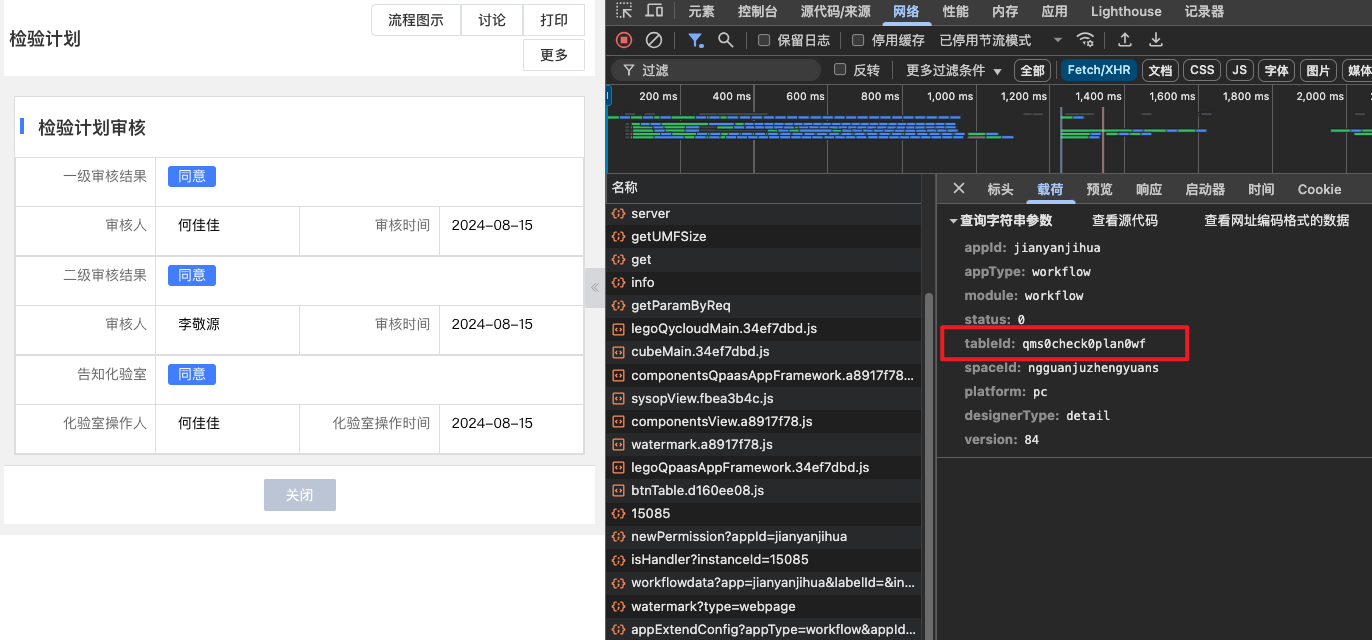 检验计划
流程图示 讨论 打印
更多
检验计划审核
一级审核结果 同意
审核人 何佳佳 审核时间 2024-08-15
二级审核结果 同意
审核人 李敬源 审核时间 2024-08-15
告知化验室 同意
化验室操作人 何佳佳 化验室操作时间 2024-08-15
关闭
元素 控制台 源代码/来源 网络 性能 内存 应用 Lighthouse 记录器
保留日志 停用缓存 已停用节流模式
过滤 反转 更多过滤条件 全部 Fetch/XHR 文档 CSS JS 字体 图片 媒体
200 ms 400 ms 600 ms 800 ms 1,000 ms 1,200 ms 1,400 ms 1,600 ms 1,800 ms 2,000 ms
名称
server
getUMFSize
get
info
getParamByReq
legoQycloudMain.34ef7dbd.js
cubeMain.34ef7dbd.js
componentsQpaasAppFramework.a8917f78...
sysopView.fbea3b4c.js
componentsView.a8917f78.js
watermark.a8917f78.js
legoQpaasAppFramework.34ef7dbd.js
btnTable.d160ee08.js
15085
newPermission?appId=jianyanjihua
isHandler?instanceId=15085
workflowdata?app=jianyanjihua&labelId=&in...
watermark?type=webpage
appExtendConfig?appType=workflow&appId...
标头 载荷 预览 响应 启动器 时间 Cookie
查询字符串参数 查看源代码 查看网址编码格式的数据
appId: jianyanjihua
appType: workflow
module: workflow
status: 0
tableId: qms0check0plan0wf
spaceId: ngguanjuzhengyuans
platform: pc
designerType: detail
version: 84